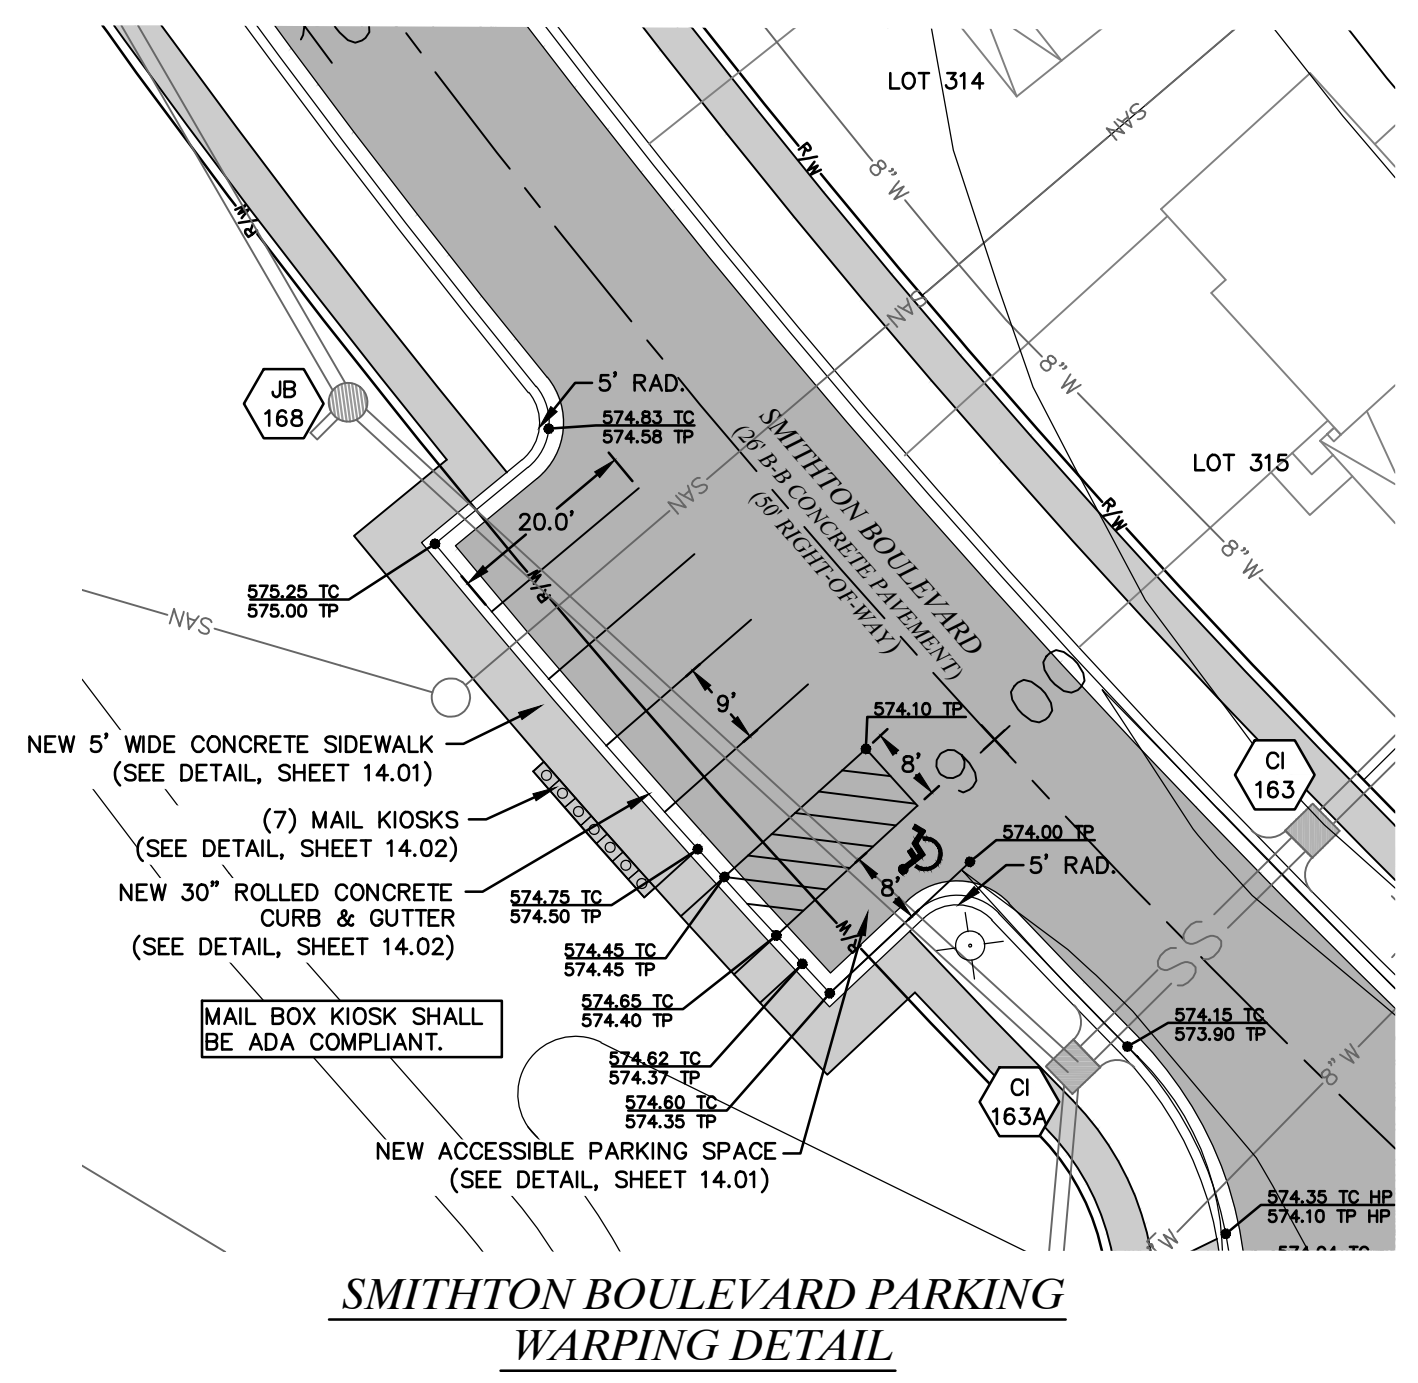 LOT 314
SAN
R/W
8"W
R/W
SAN
8"W
JB
168
5' RAD.
574.83 TC
574.58 TP
SMITHTON BOULEVARD
(26' B-B CONCRETE PAVEMENT)
(50' RIGHT-OF-WAY)
LOT 315
SAN
20.0'
R/W
R/W
8"W
575.25 TC
575.00 TP
SAN
9'
574.10 TP
9+00
8'
CI
163
NEW 5' WIDE CONCRETE SIDEWALK
(SEE DETAIL, SHEET 14.01)
(7) MAIL KIOSKS
(SEE DETAIL, SHEET 14.02)
574.00 TP
5' RAD.
8'
NEW 30" ROLLED CONCRETE
CURB & GUTTER
(SEE DETAIL, SHEET 14.02)
574.75 TC
574.50 TP
R/W
SS
574.45 TC
574.45 TP
MAIL BOX KIOSK SHALL
BE ADA COMPLIANT.
574.65 TC
574.40 TP
574.15 TC
573.90 TP
574.62 TC
574.37 TP
8"W
574.60 TC
574.35 TP
CI
163A
NEW ACCESSIBLE PARKING SPACE
(SEE DETAIL, SHEET 14.01)
574.35 TC HP
574.10 TP HP
SMITHTON BOULEVARD PARKING
WARPING DETAIL